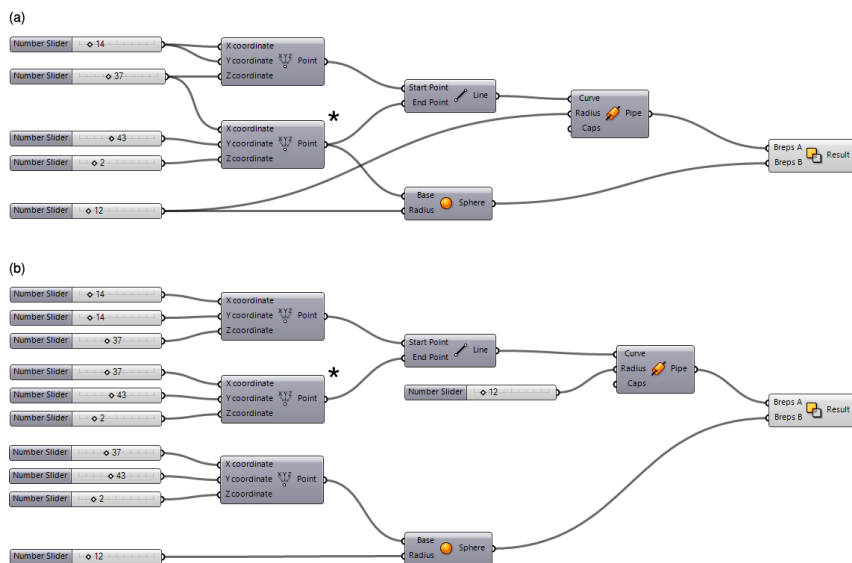 (a)
Number Slider 14
Number Slider 37
Number Slider 43
Number Slider 2
Number Slider 12
X coordinate
Y coordinate
Z coordinate
XYZ
Point
X coordinate
Y coordinate
Z coordinate
XYZ
Point
*
Start Point
End Point
Line
Base
Radius
Sphere
Curve
Radius
Caps
Pipe
Breps A
Breps B
Result
(b)
Number Slider 14
Number Slider 14
Number Slider 37
Number Slider 37
Number Slider 43
Number Slider 2
Number Slider 37
Number Slider 43
Number Slider 2
Number Slider 12
X coordinate
Y coordinate
Z coordinate
XYZ
Point
X coordinate
Y coordinate
Z coordinate
XYZ
Point
*
X coordinate
Y coordinate
Z coordinate
XYZ
Point
Start Point
End Point
Line
Number Slider 12
Base
Radius
Sphere
Curve
Radius
Caps
Pipe
Breps A
Breps B
Result